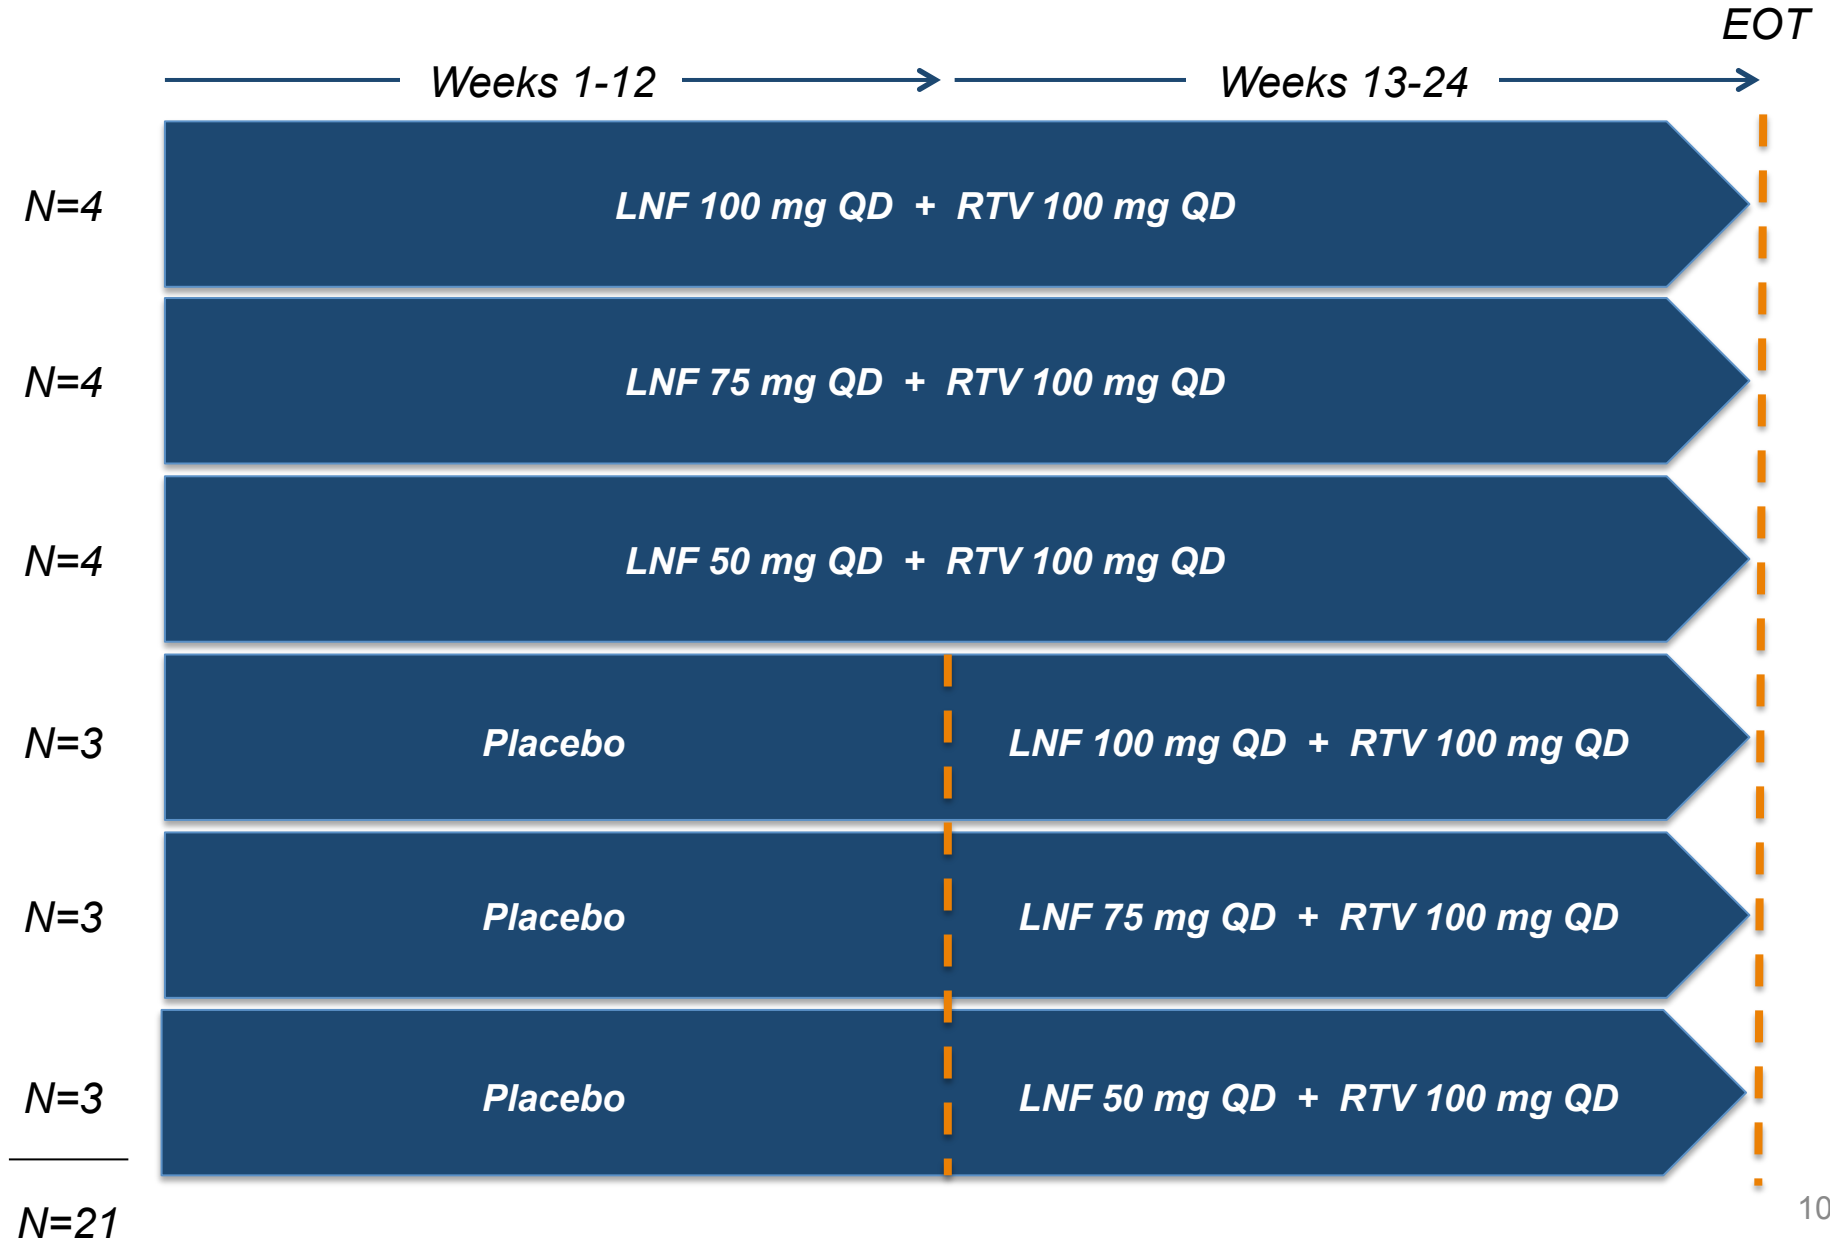 EOT
Weeks 1-12 Weeks 13-24
N=4 LNF 100 mg QD + RTV 100 mg QD
N=4 LNF 75 mg QD + RTV 100 mg QD
N=4 LNF 50 mg QD + RTV 100 mg QD
N=3 Placebo LNF 100 mg QD + RTV 100 mg QD
N=3 Placebo LNF 75 mg QD + RTV 100 mg QD
N=3 Placebo LNF 50 mg QD + RTV 100 mg QD
N=21
10